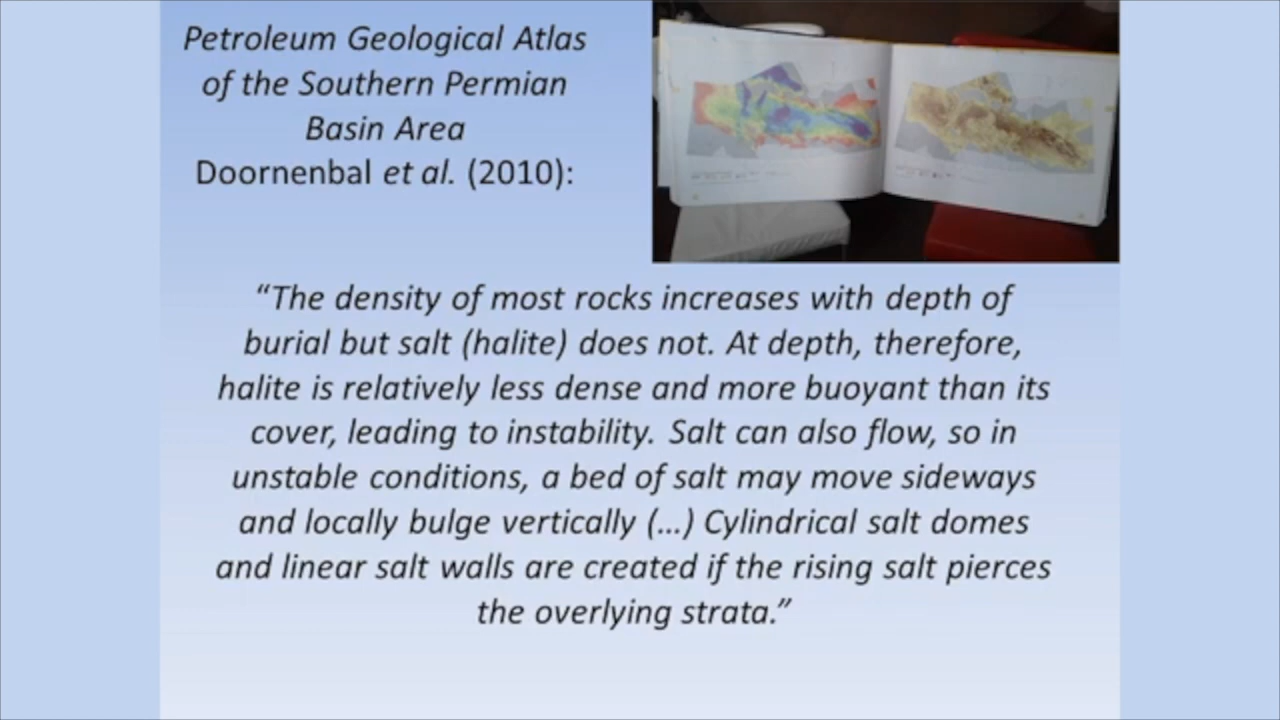 Petroleum Geological Atlas
of the Southern Permian
Basin Area
Doornenbal et al. (2010):
“The density of most rocks increases with depth of
burial but salt (halite) does not. At depth, therefore,
halite is relatively less dense and more buoyant than its
cover, leading to instability. Salt can also flow, so in
unstable conditions, a bed of salt may move sideways
and locally bulge vertically (...) Cylindrical salt domes
and linear salt walls are created if the rising salt pierces
the overlying strata.”